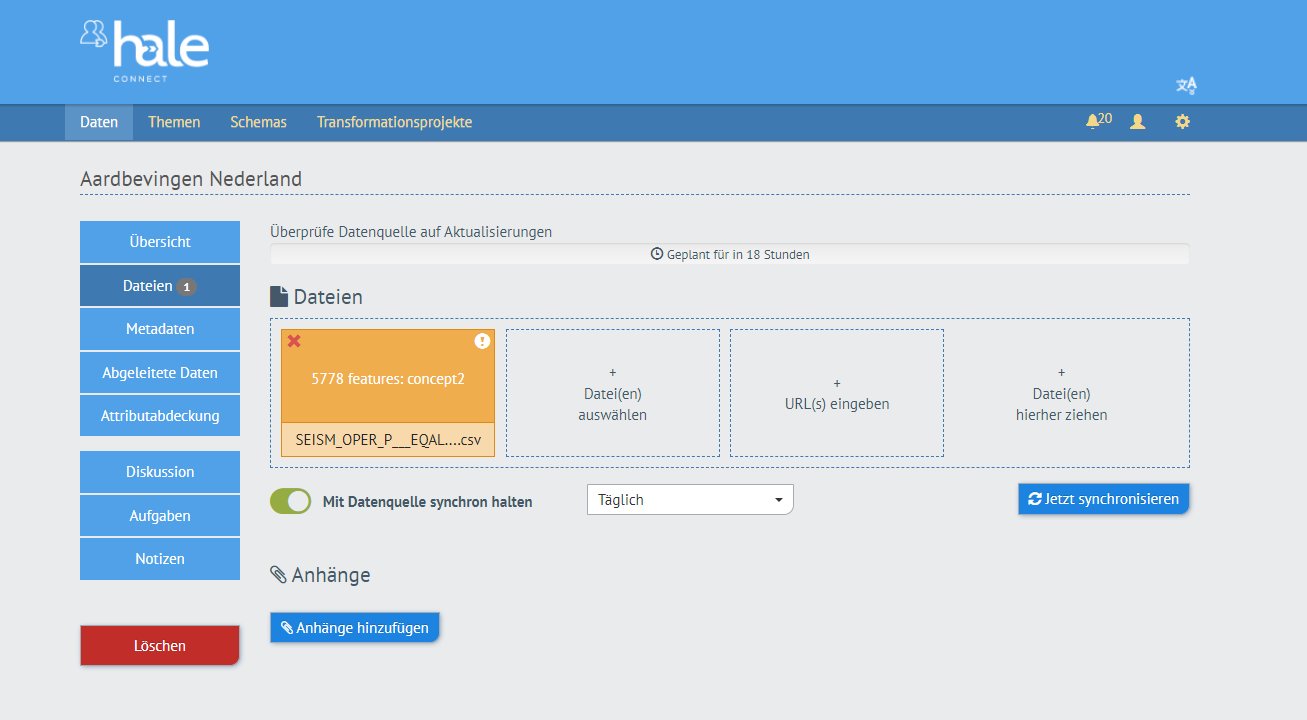 hale
CONNECT
Daten Themen Schemas Transformationsprojekte 20
Aardbevingen Nederland
Übersicht
Dateien 1
Metadaten
Abgeleitete Daten
Attributabdeckung
Diskussion
Aufgaben
Notizen
Löschen
Überprüfe Datenquelle auf Aktualisierungen
Geplant für in 18 Stunden
Dateien
5778 features: concept2
SEISM_OPER_P___EQAL....csv
+
Datei(en)
auswählen
+
URL(s) eingeben
+
Datei(en)
hierher ziehen
Mit Datenquelle synchron halten
Täglich
Jetzt synchronisieren
Anhänge
Anhänge hinzufügen